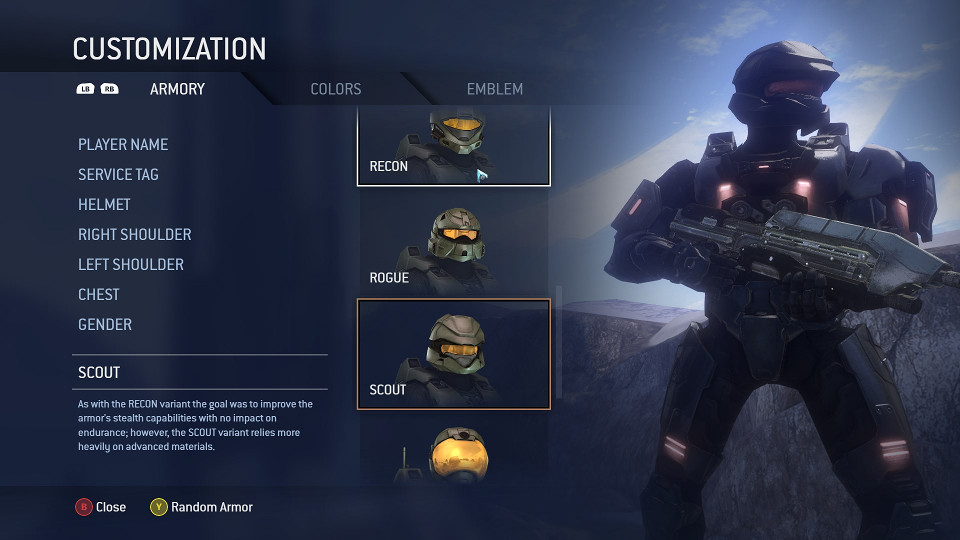 CUSTOMIZATION
LB RB ARMORY COLORS EMBLEM
PLAYER NAME
SERVICE TAG
HELMET
RIGHT SHOULDER
LEFT SHOULDER
CHEST
GENDER
SCOUT
As with the RECON variant the goal was to improve the
armor's stealth capabilities with no impact on
endurance; however, the SCOUT variant relies more
heavily on advanced materials.
RECON
ROGUE
SCOUT
B Close Y Random Armor